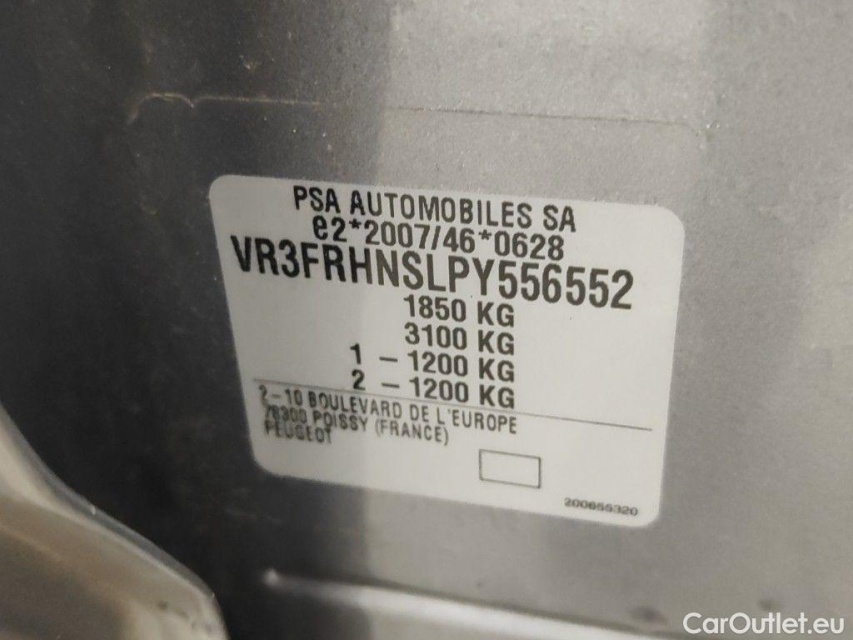 PSA AUTOMOBILES SA
e2*2007/46*0628
VR3FRHNSLPY556552
1850 KG
3100 KG
1 – 1200 KG
2 – 1200 KG
2-10 BOULEVARD DE L'EUROPE
78300 POISSY (FRANCE)
PEUGEOT
200655320
CarOutlet.eu